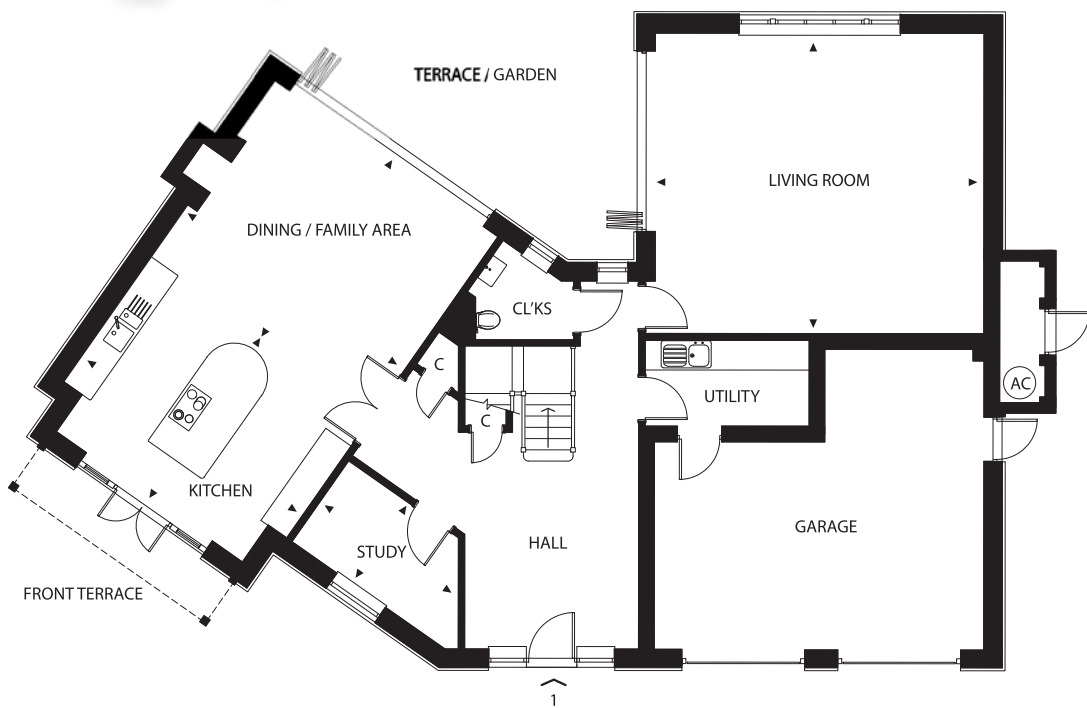 TERRACE / GARDEN
LIVING ROOM
DINING / FAMILY AREA
CL'KS
C
C
UTILITY
AC
KITCHEN
STUDY
HALL
GARAGE
FRONT TERRACE
1